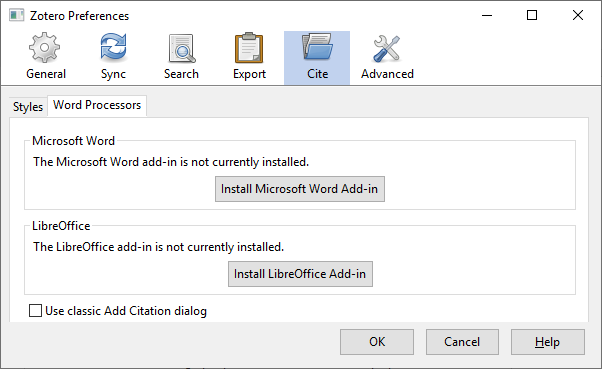 Zotero Preferences
General Sync Search Export Cite Advanced
Styles Word Processors
Microsoft Word
The Microsoft Word add-in is not currently installed.
Install Microsoft Word Add-in
LibreOffice
The LibreOffice add-in is not currently installed.
Install LibreOffice Add-in
Use classic Add Citation dialog
OK Cancel Help